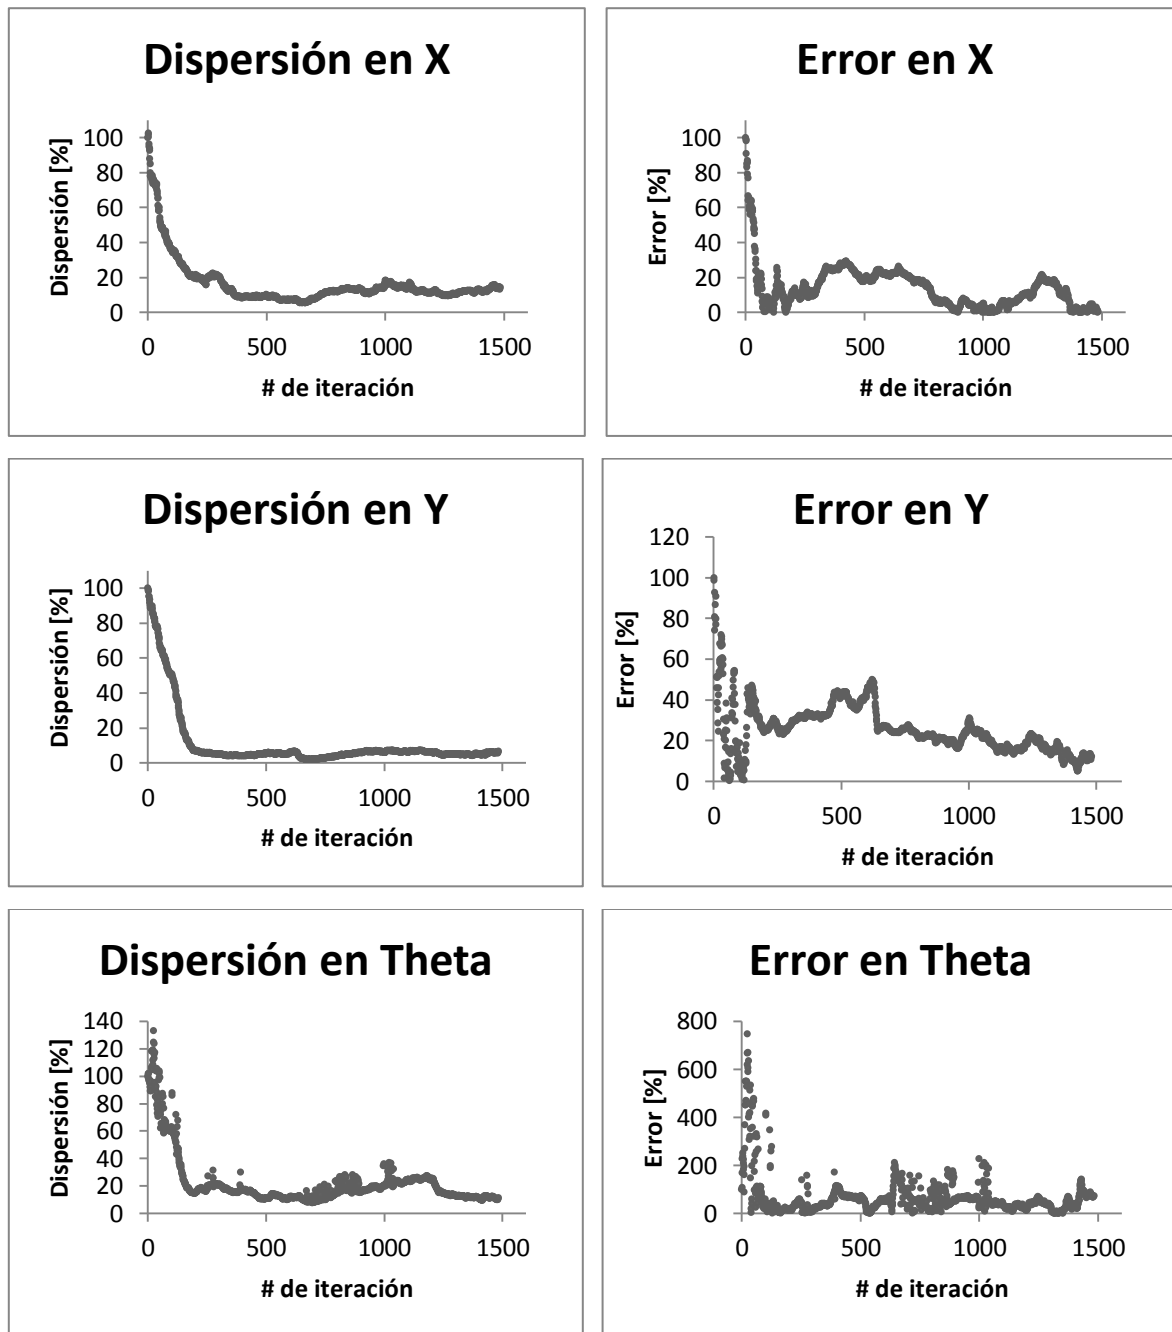 Dispersión en X
Dispersión [%]
100
80
60
40
20
0
0 500 1000 1500
# de iteración
Error en X
Error [%]
100
80
60
40
20
0
0 500 1000 1500
# de iteración
Dispersión en Y
Dispersión [%]
100
80
60
40
20
0
0 500 1000 1500
# de iteración
Error en Y
Error [%]
120
100
80
60
40
20
0
0 500 1000 1500
# de iteración
Dispersión en Theta
Dispersión [%]
140
120
100
80
60
40
20
0
0 500 1000 1500
# de iteración
Error en Theta
Error [%]
800
600
400
200
0
0 500 1000 1500
# de iteración